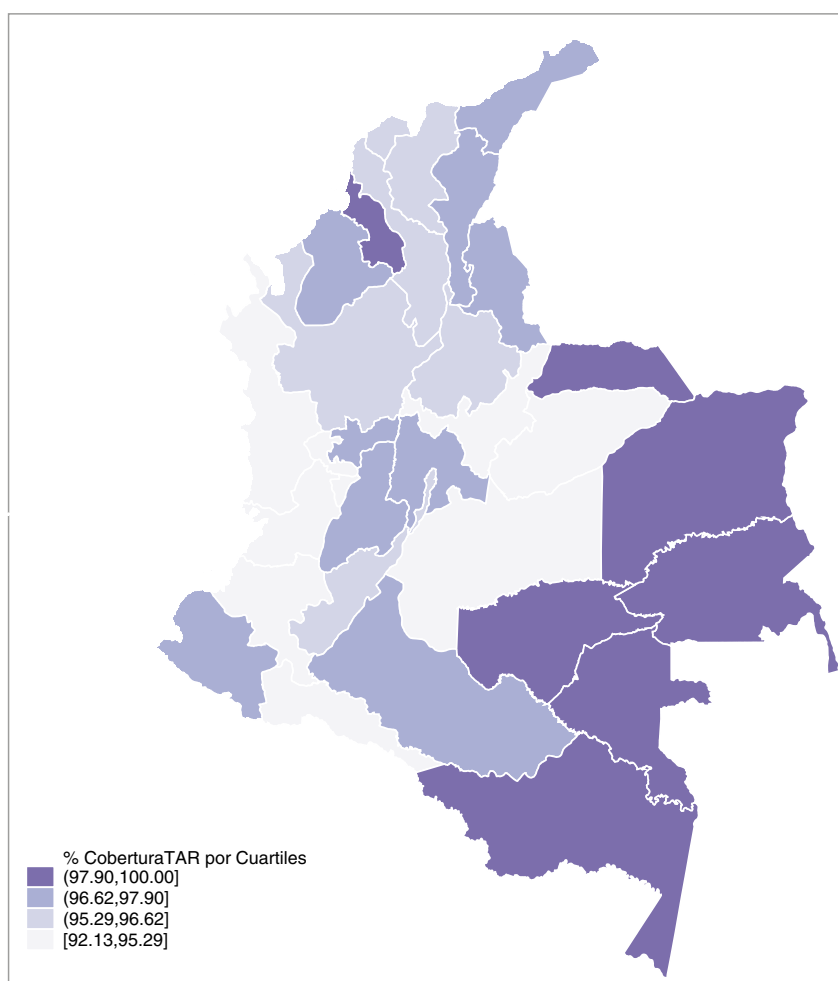 % CoberturaTAR por Cuartiles
(97.90,100.00]
(96.62,97.90]
(95.29,96.62]
[92.13,95.29]